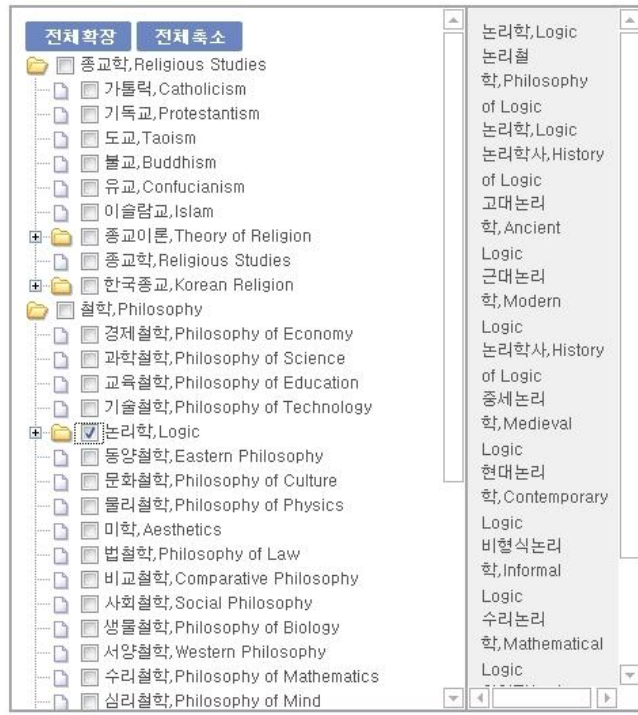 전체확장 전체축소
종교학,Religious Studies
가톨릭,Catholicism
기독교,Protestantism
도교,Taoism
불교,Buddhism
유교,Confucianism
이슬람교,Islam
종교이론,Theory of Religion
종교학,Religious Studies
한국종교,Korean Religion
철학,Philosophy
경제철학,Philosophy of Economy
과학철학,Philosophy of Science
교육철학,Philosophy of Education
기술철학,Philosophy of Technology
논리학,Logic
동양철학,Eastern Philosophy
문화철학,Philosophy of Culture
물리철학,Philosophy of Physics
미학,Aesthetics
법철학,Philosophy of Law
비교철학,Comparative Philosophy
사회철학,Social Philosophy
생물철학,Philosophy of Biology
서양철학,Western Philosophy
수리철학,Philosophy of Mathematics
심리철학,Philosophy of Mind
논리학,Logic
논리철
학,Philosophy
of Logic
논리학,Logic
논리학사,History
of Logic
고대논리
학,Ancient
Logic
근대논리
학,Modern
Logic
논리학사,History
of Logic
중세논리
학,Medieval
Logic
현대논리
학,Contemporary
Logic
비형식논리
학,Informal
Logic
수리논리
학,Mathematical
Logic